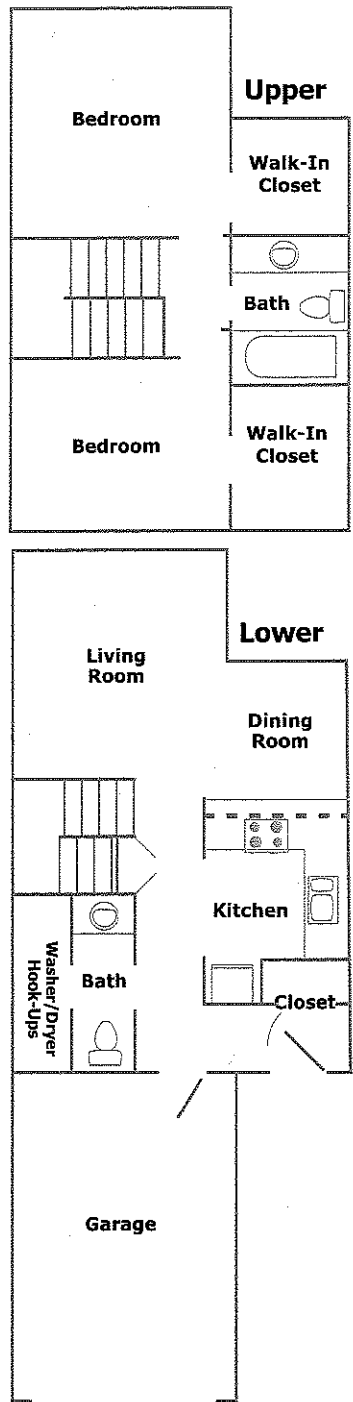 Upper
Bedroom
Walk-In
Closet
Bath
Bedroom
Walk-In
Closet
Lower
Living
Room
Dining
Room
Kitchen
Washer/Dryer
Hook-Ups
Bath
Closet
Garage